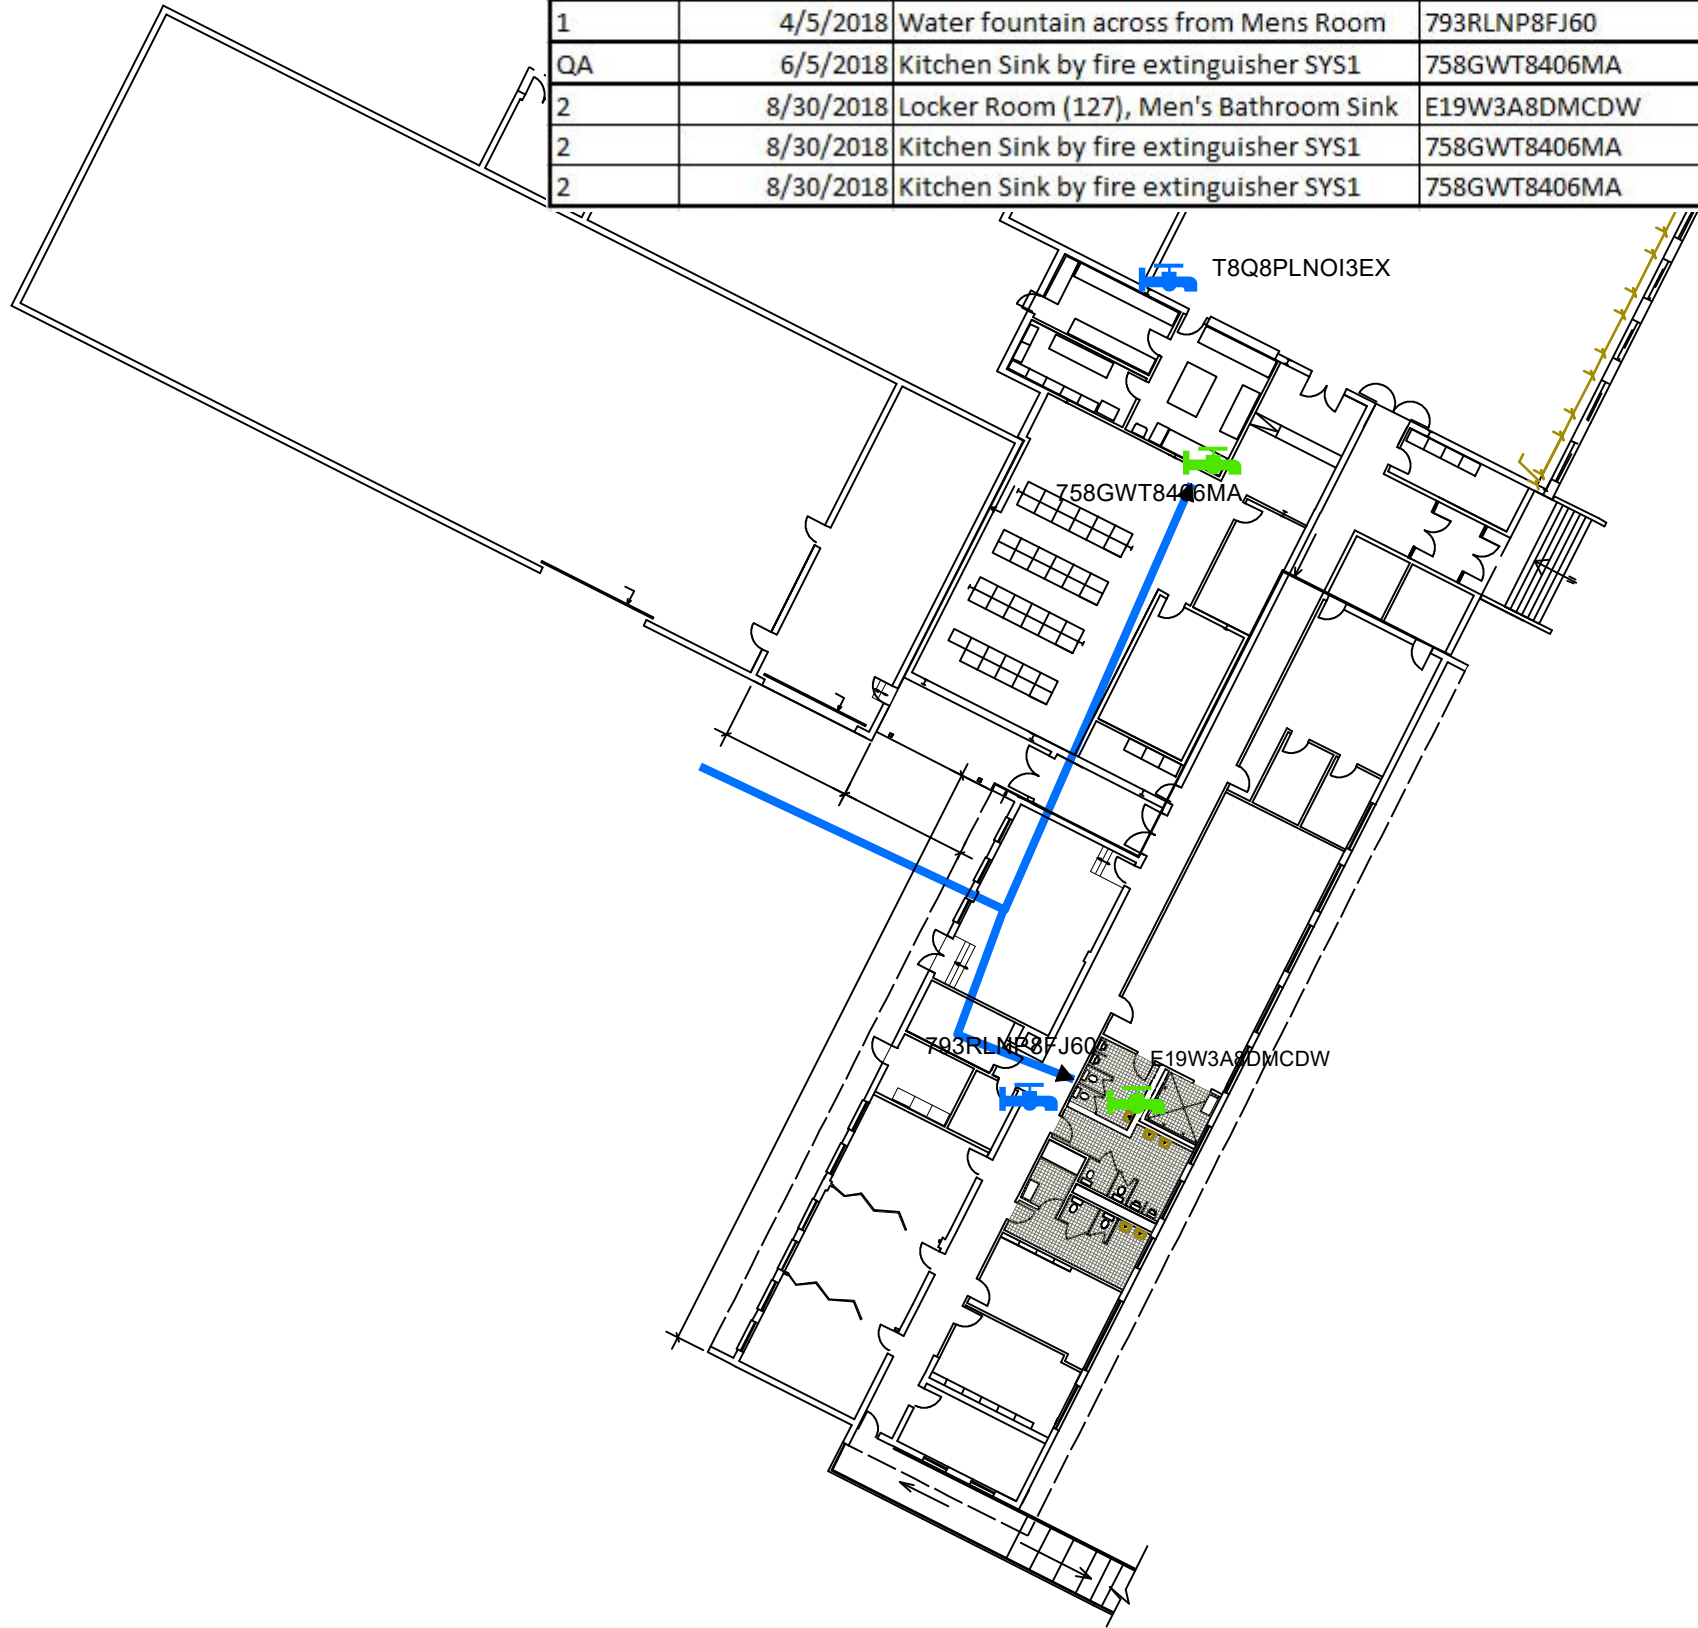 1 4/5/2018 Water fountain across from Mens Room 793RLNP8FJ60
QA 6/5/2018 Kitchen Sink by fire extinguisher SYS1 758GWT8406MA
2 8/30/2018 Locker Room (127), Men's Bathroom Sink E19W3A8DMCDW
2 8/30/2018 Kitchen Sink by fire extinguisher SYS1 758GWT8406MA
2 8/30/2018 Kitchen Sink by fire extinguisher SYS1 758GWT8406MA
T8Q8PLNOI3EX
758GWT8406MA
793RLNP8FJ60
E19W3A8DMCDW